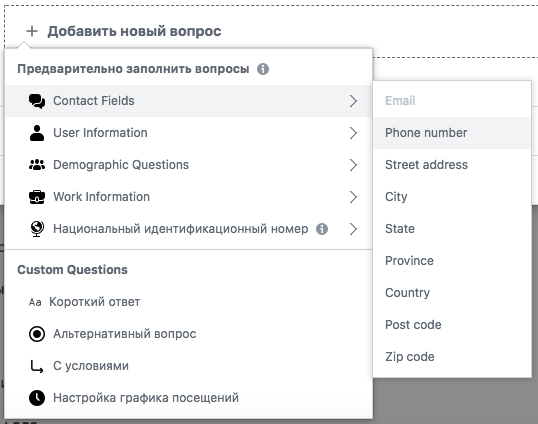 + Добавить новый вопрос
Предварительно заполнить вопросы
Contact Fields
User Information
Demographic Questions
Work Information
Национальный идентификационный номер
Custom Questions
Aa Короткий ответ
Альтернативный вопрос
С условиями
Настройка графика посещений
Email
Phone number
Street address
City
State
Province
Country
Post code
Zip code